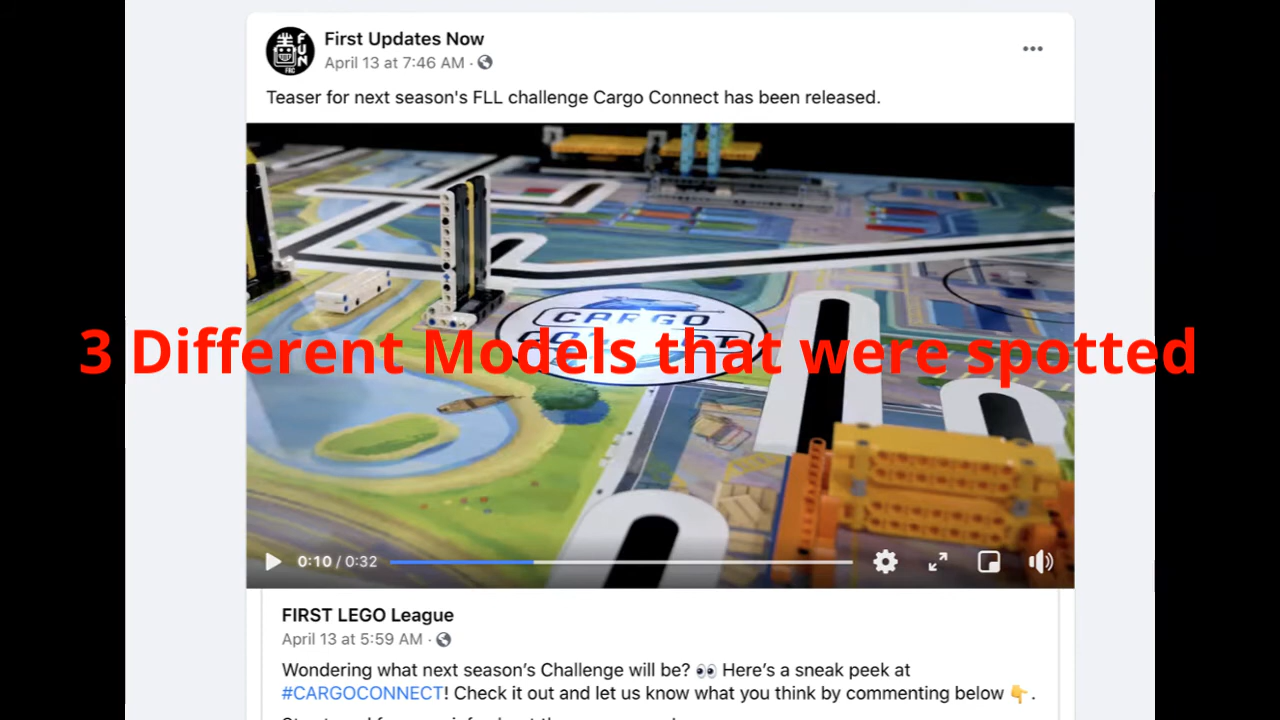 First Updates Now
April 13 at 7:46 AM ·
Teaser for next season's FLL challenge Cargo Connect has been released.
CARGO
3 Different Models that were spotted
0:10 / 0:32
FIRST LEGO League
April 13 at 5:59 AM ·
Wondering what next season's Challenge will be? 👀 Here's a sneak peek at
#CARGOCONNECT! Check it out and let us know what you think by commenting below 👇.